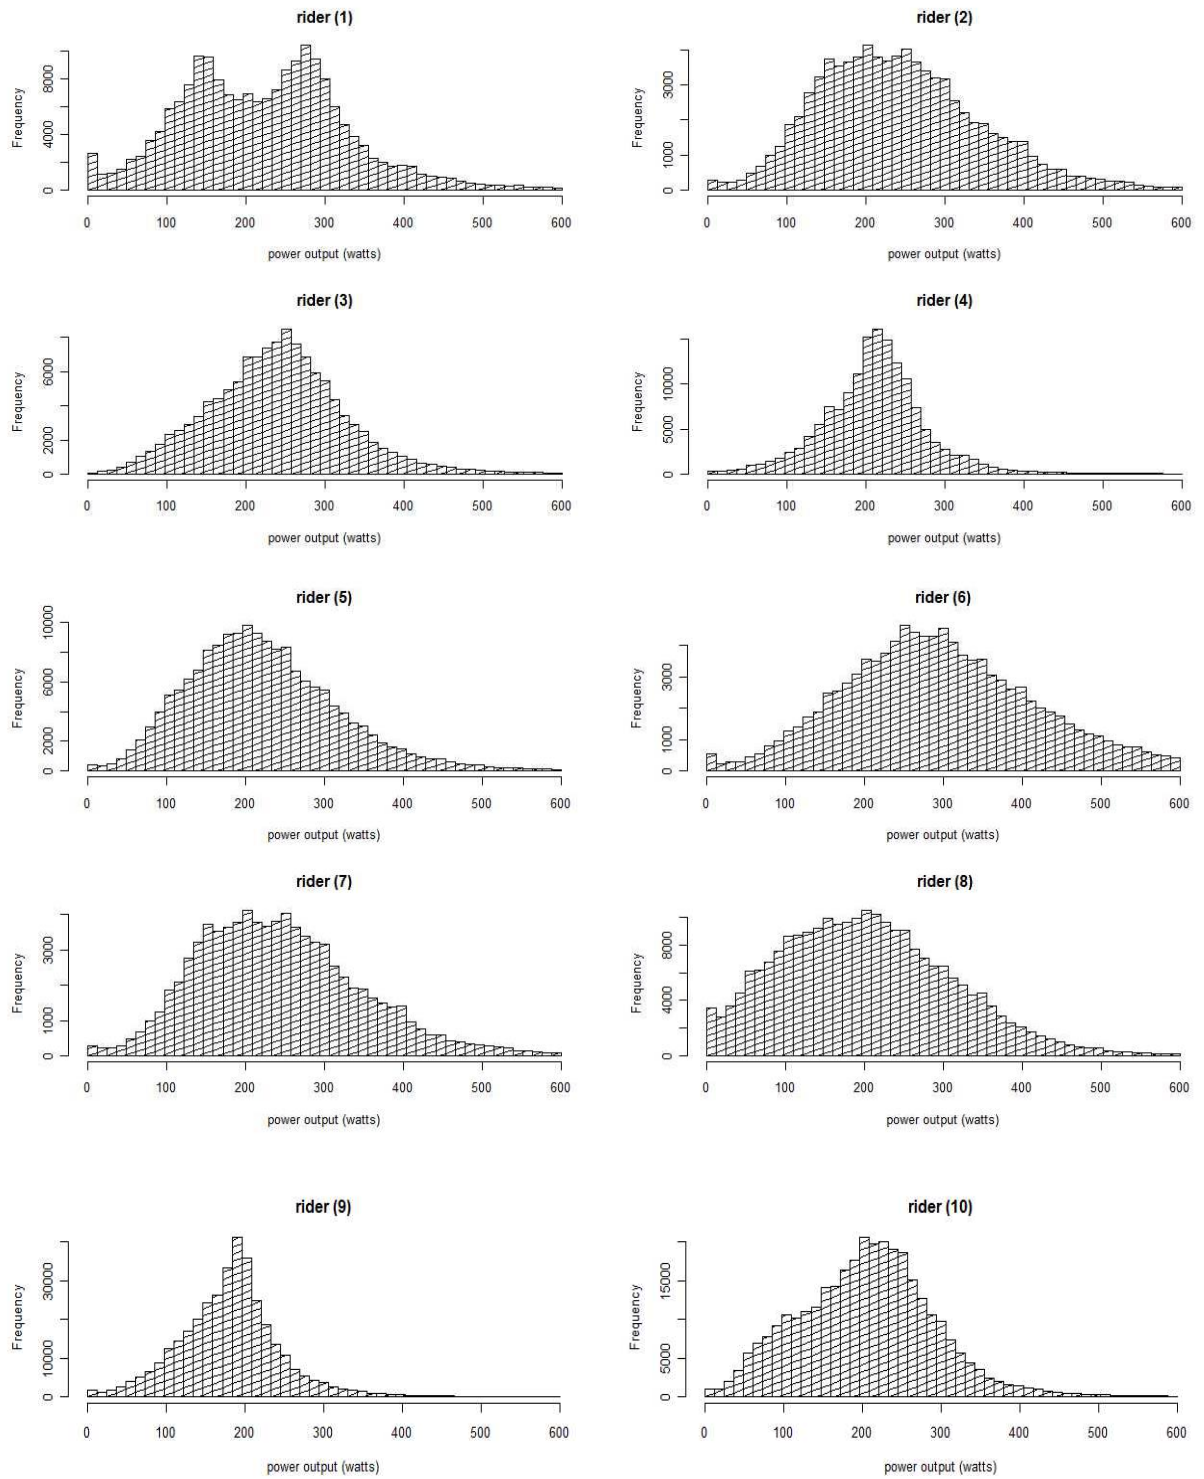 rider (1)
Frequency
0 4000 8000
0 100 200 300 400 500 600
power output (watts)
rider (2)
Frequency
0 1000 3000
0 100 200 300 400 500 600
power output (watts)
rider (3)
Frequency
0 2000 6000
0 100 200 300 400 500 600
power output (watts)
rider (4)
Frequency
0 5000 10000
0 100 200 300 400 500 600
power output (watts)
rider (5)
Frequency
0 2000 6000 10000
0 100 200 300 400 500 600
power output (watts)
rider (6)
Frequency
0 1000 3000
0 100 200 300 400 500 600
power output (watts)
rider (7)
Frequency
0 1000 3000
0 100 200 300 400 500 600
power output (watts)
rider (8)
Frequency
0 4000 8000
0 100 200 300 400 500 600
power output (watts)
rider (9)
Frequency
0 10000 30000
0 100 200 300 400 500 600
power output (watts)
rider (10)
Frequency
0 5000 15000
0 100 200 300 400 500 600
power output (watts)